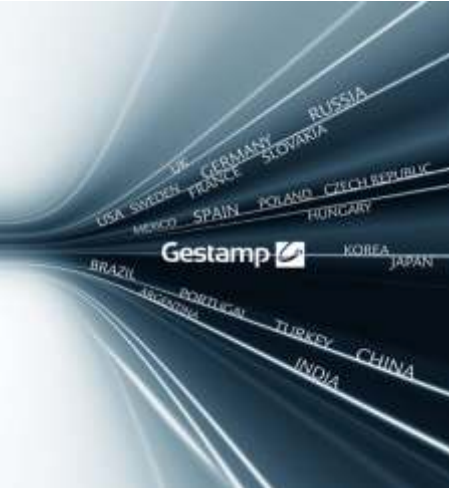 RUSSIA
UK
GERMANY
SLOVAKIA
FRANCE
CZECH REPUBLIC
USA SWEDEN
POLAND
SPAIN
MEXICO
HUNGARY
Gestamp
KOREA
JAPAN
BRAZIL
ARGENTINA
PORTUGAL
TURKEY
CHINA
INDIA